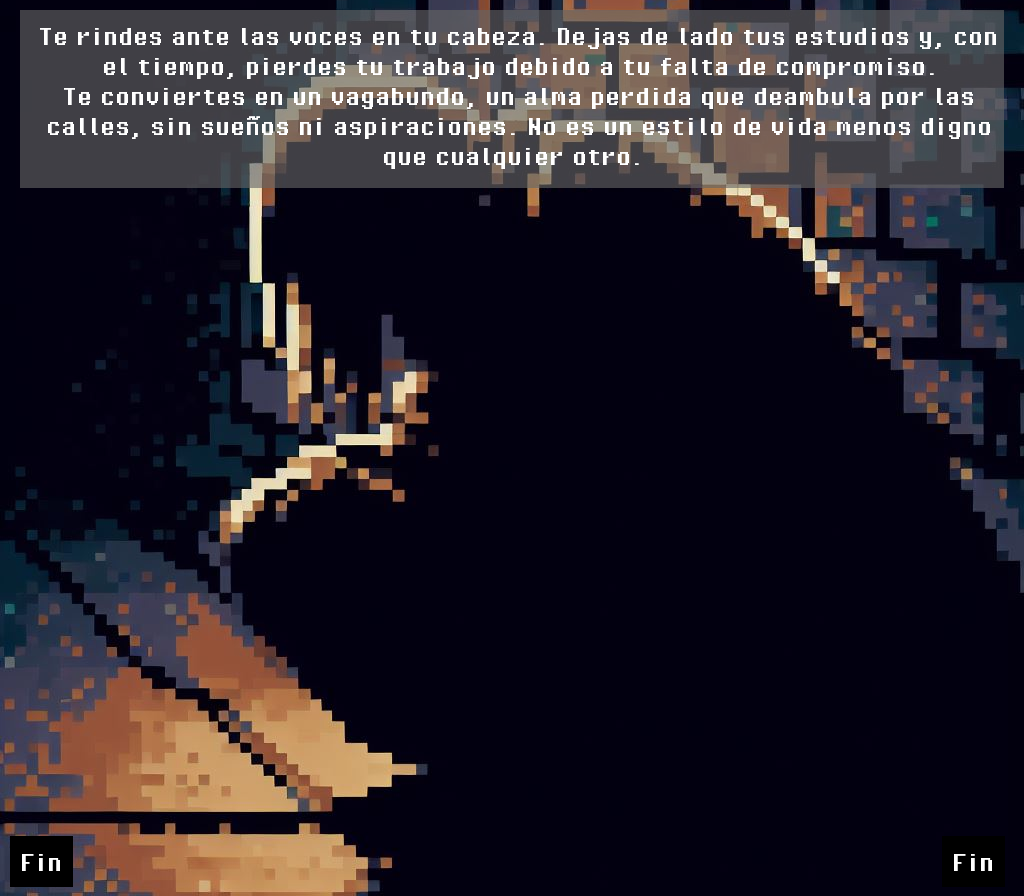 Te rindes ante las voces en tu cabeza. Dejas de lado tus estudios y, con
el tiempo, pierdes tu trabajo debido a tu falta de compromiso.
Te conviertes en un vagabundo, un alma perdida que deambula por las
calles, sin sueños ni aspiraciones. No es un estilo de vida menos digno
que cualquier otro.
Fin
Fin